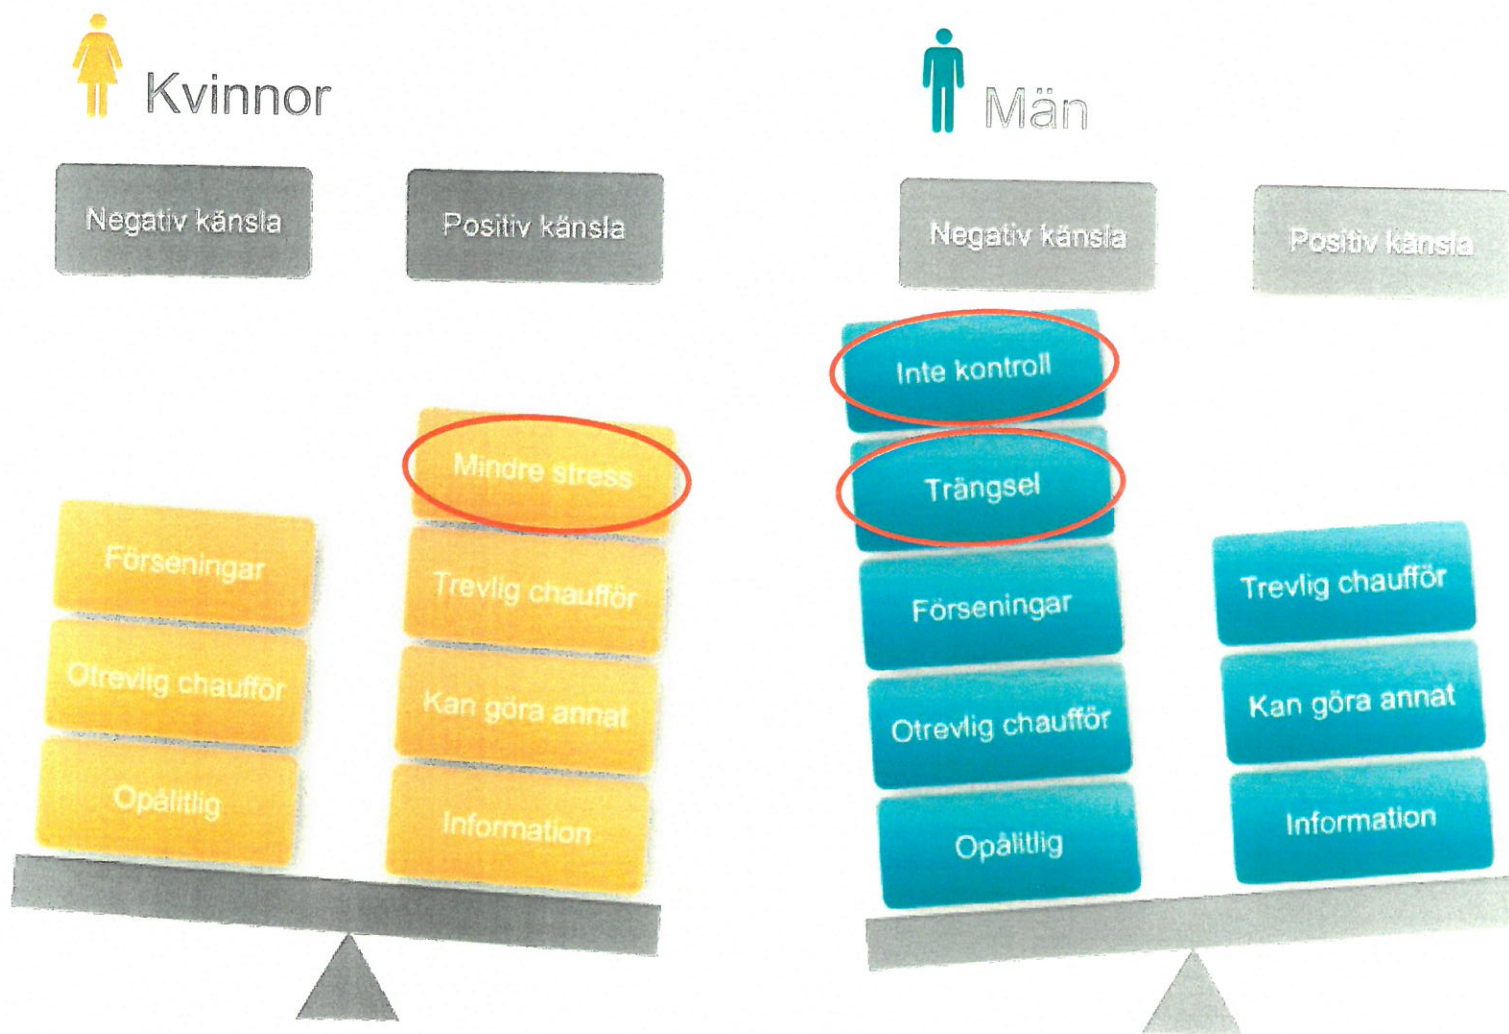 Kvinnor
Negativ känsla
Positiv känsla
Mindre stress
Förseningar
Trevlig chaufför
Otrevlig chaufför
Kan göra annat
Opålitlig
Information
Män
Negativ känsla
Positiv känsla
Inte kontroll
Trängsel
Förseningar
Trevlig chaufför
Otrevlig chaufför
Kan göra annat
Opålitlig
Information